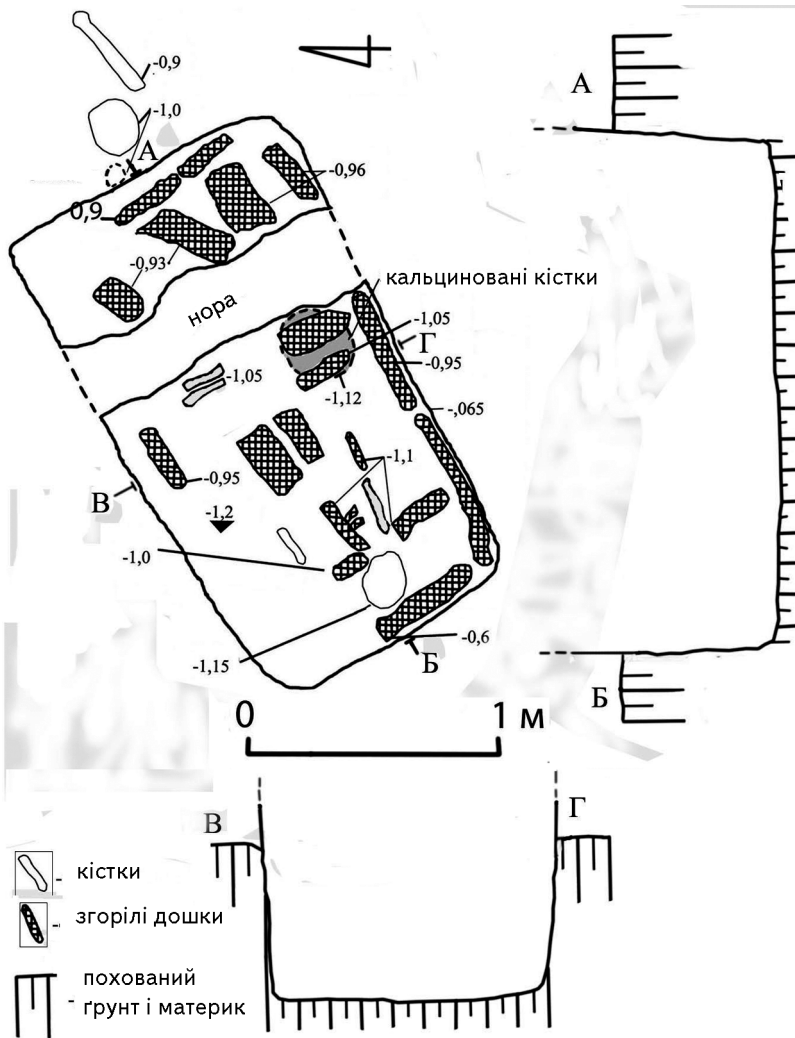 -0,9
-1,0
А
А
-0,96
0,9
-0,93
нора
кальциновані кістки
-1,05
Г
-0,95
-1,05
-1,12
-,065
-0,95
-1,1
В
-1,2
-1,0
-0,6
-1,15
Б
Б
0
1 м
В
Г
- кістки
- згорілі дошки
похований
- ґрунт і материк